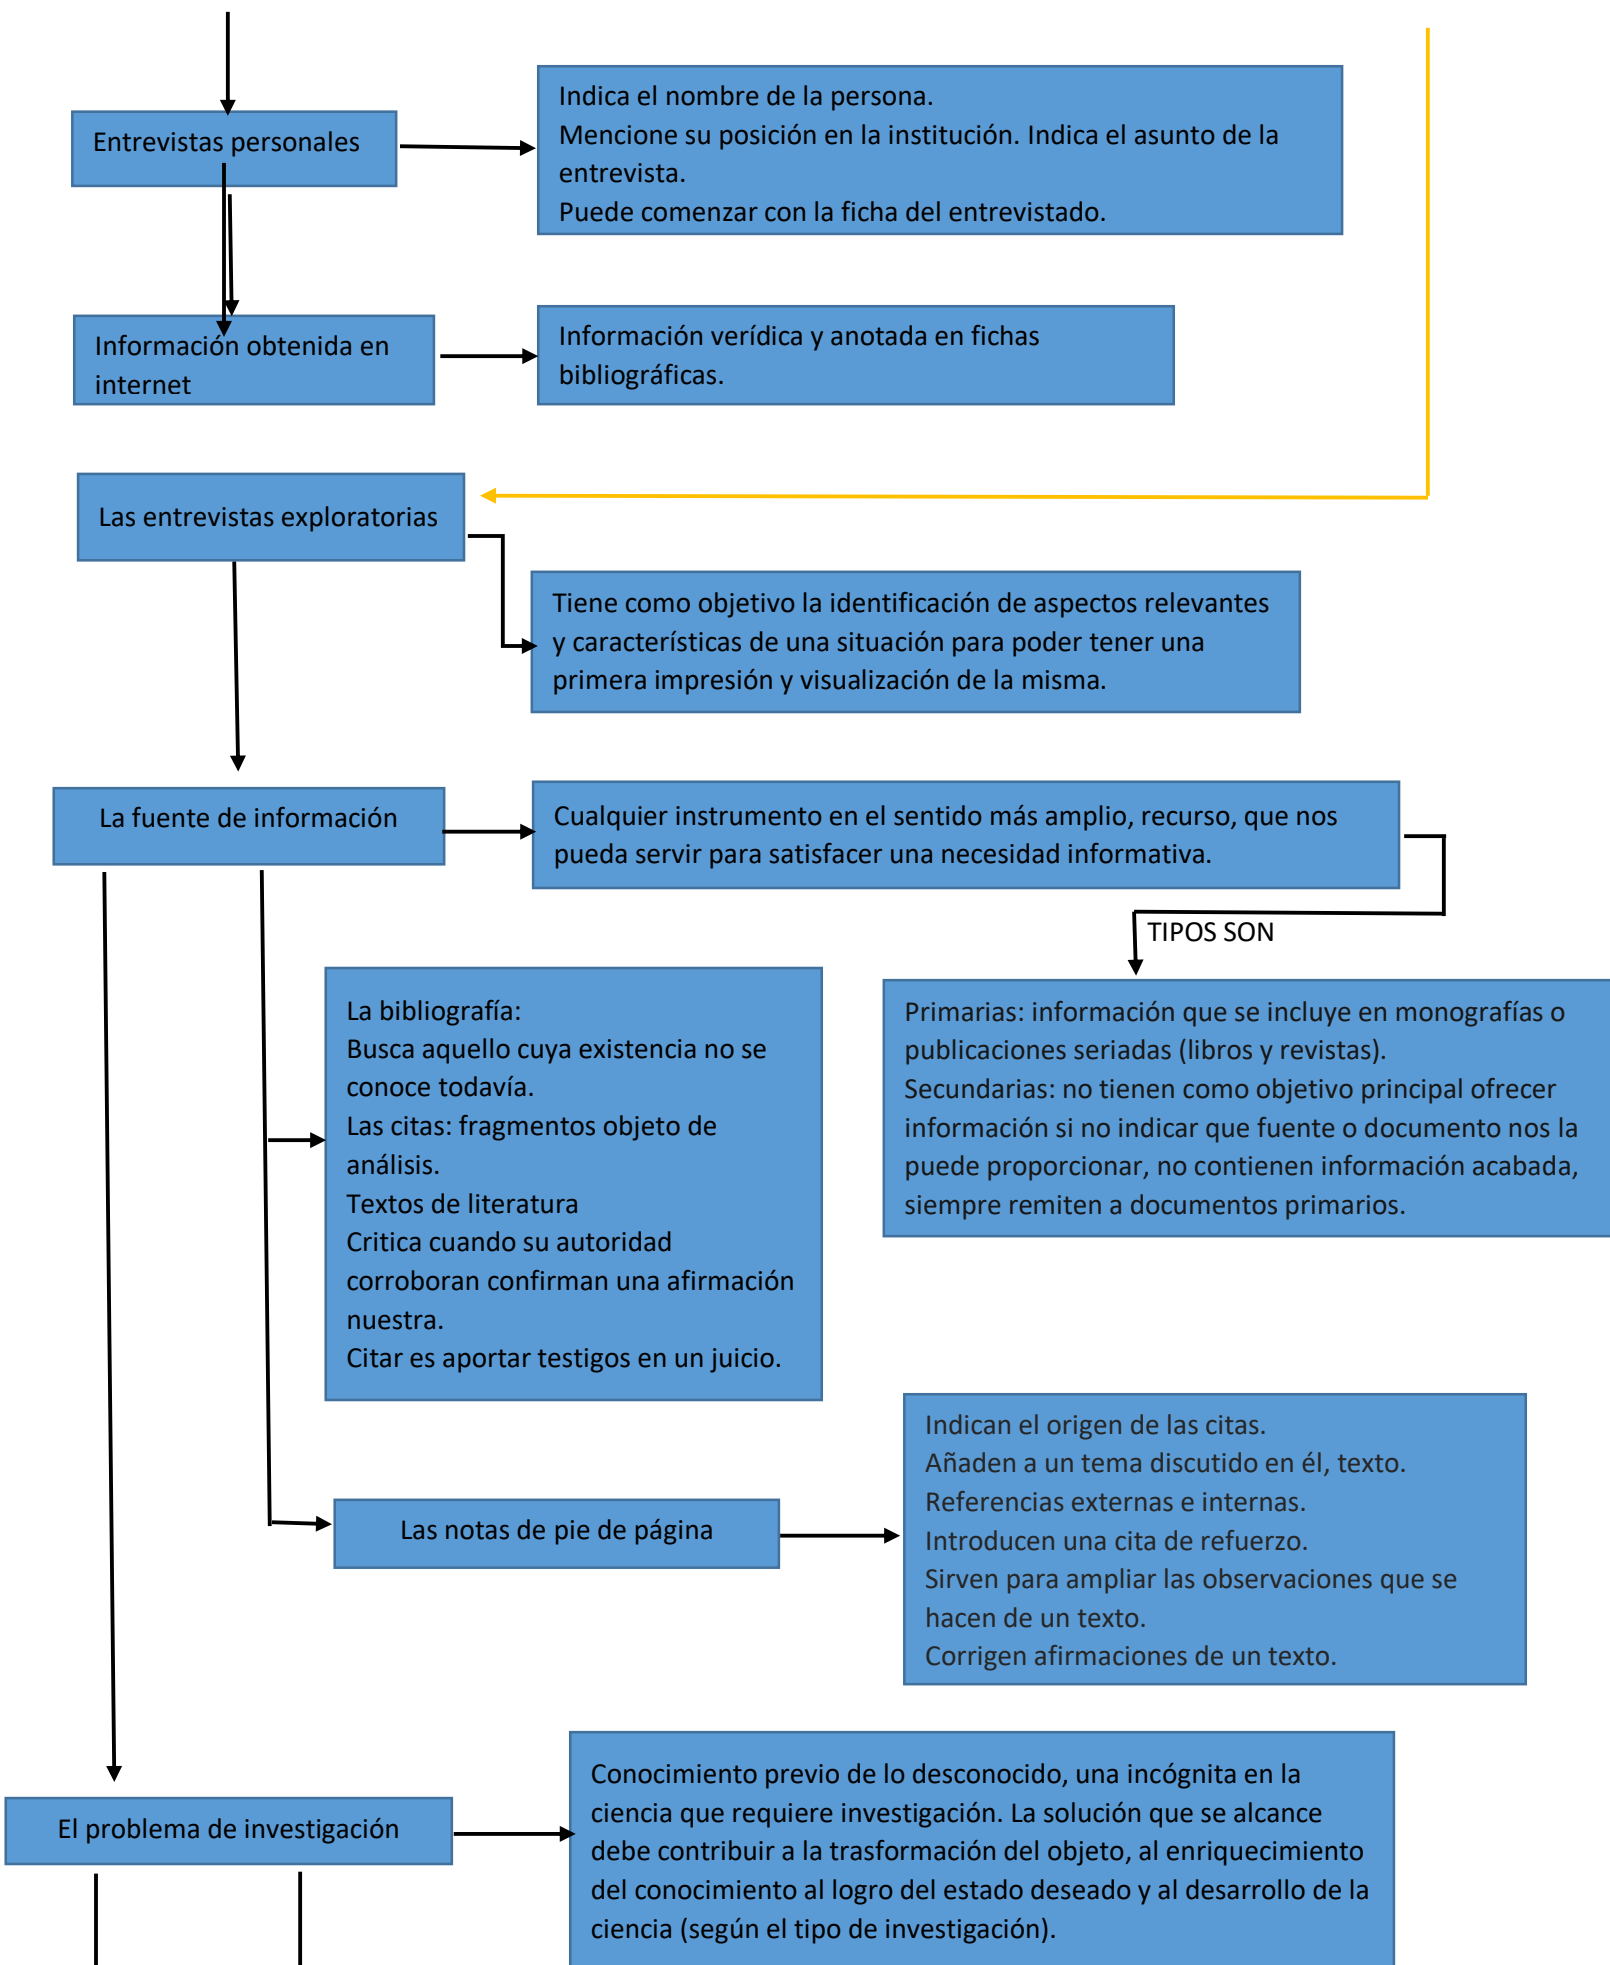 Entrevistas personales
Indica el nombre de la persona.
Mencione su posición en la institución. Indica el asunto de la
entrevista.
Puede comenzar con la ficha del entrevistado.
Información obtenida en
internet
Información verídica y anotada en fichas
bibliográficas.
Las entrevistas exploratorias
Tiene como objetivo la identificación de aspectos relevantes
y características de una situación para poder tener una
primera impresión y visualización de la misma.
La fuente de información
Cualquier instrumento en el sentido más amplio, recurso, que nos
pueda servir para satisfacer una necesidad informativa.
TIPOS SON
Primarias: información que se incluye en monografías o
publicaciones seriadas (libros y revistas).
Secundarias: no tienen como objetivo principal ofrecer
información si no indicar que fuente o documento nos la
puede proporcionar, no contienen información acabada,
siempre remiten a documentos primarios.
La bibliografía:
Busca aquello cuya existencia no se
conoce todavía.
Las citas: fragmentos objeto de
análisis.
Textos de literatura
Critica cuando su autoridad
corroboran confirman una afirmación
nuestra.
Citar es aportar testigos en un juicio.
Las notas de pie de página
Indican el origen de las citas.
Añaden a un tema discutido en él, texto.
Referencias externas e internas.
Introducen una cita de refuerzo.
Sirven para ampliar las observaciones que se
hacen de un texto.
Corrigen afirmaciones de un texto.
El problema de investigación
Conocimiento previo de lo desconocido, una incógnita en la
ciencia que requiere investigación. La solución que se alcance
debe contribuir a la trasformación del objeto, al enriquecimiento
del conocimiento al logro del estado deseado y al desarrollo de la
ciencia (según el tipo de investigación).